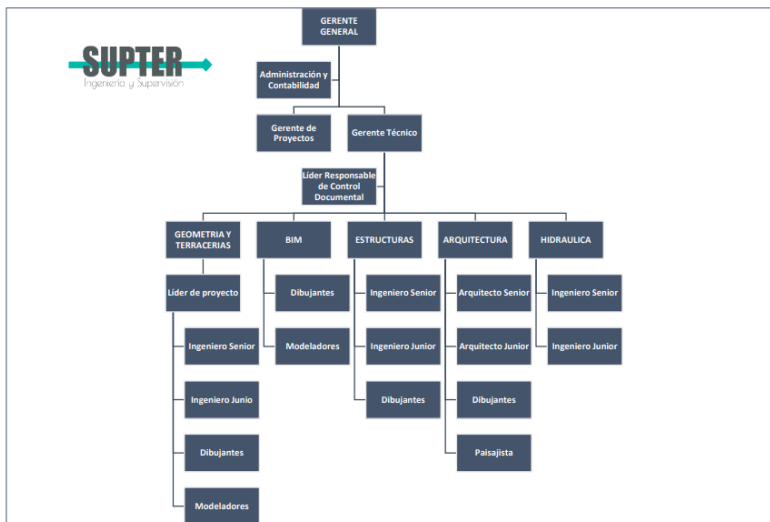 GERENTE
GENERAL
SUPTER
Ingeniería y Supervisión
Administración y
Contabilidad
Gerente de
Proyectos
Gerente Técnico
Líder Responsable
de Control
Documental
GEOMETRIA Y
TERRACERIAS
BIM
ESTRUCTURAS
ARQUITECTURA
HIDRAULICA
Líder de proyecto
Dibujantes
Ingeniero Senior
Arquitecto Senior
Ingeniero Senior
Ingeniero Senior
Modeladores
Ingeniero Junior
Arquitecto Junior
Ingeniero Junior
Ingeniero Junio
Dibujantes
Dibujantes
Dibujantes
Paisajista
Modeladores